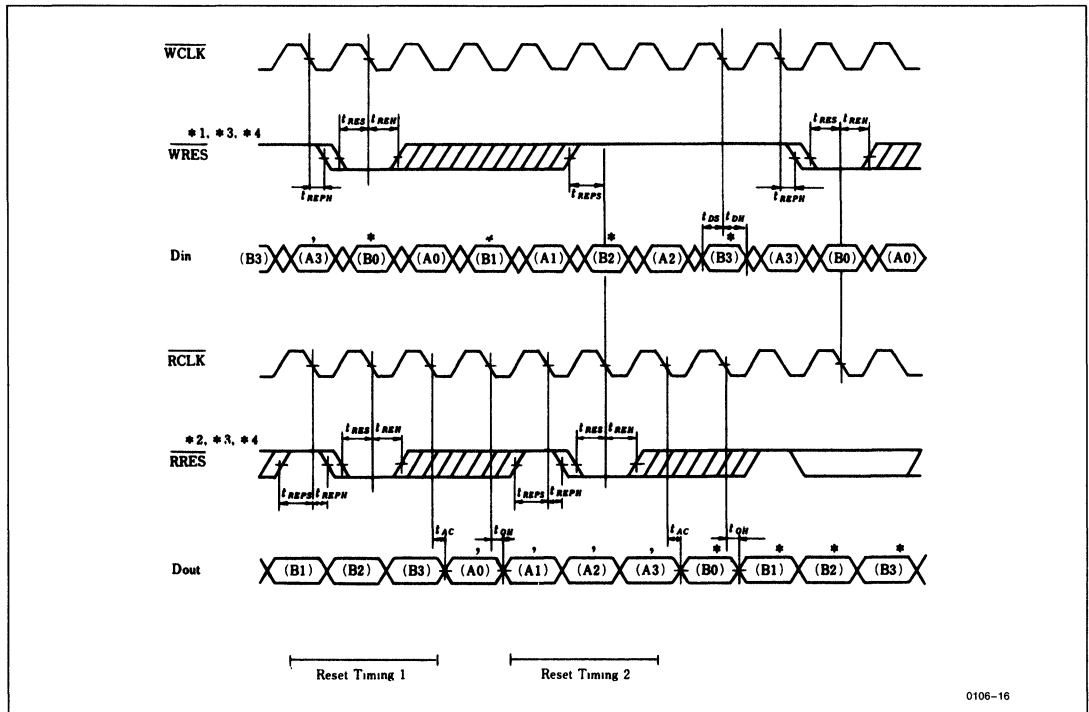 WCLK
tRES tREH tRES tREH
*1, *3, *4
WRES
tREPH tREPS tREPH
tDS tDH
, * * * *
Din (B3) (A3) (B0) (A0) (B1) (A1) (B2) (A2) (B3) (A3) (B0) (A0)
RCLK
tRES tREH tRES tREH
*2, *3, *4
RRES
tREPS tREPH tREPS tREPH
tAC tOH tAC tOH
, , , , * * * *
Dout (B1) (B2) (B3) (A0) (A1) (A2) (A3) (B0) (B1) (B2) (B3)
Reset Timing 1 Reset Timing 2
0106–16